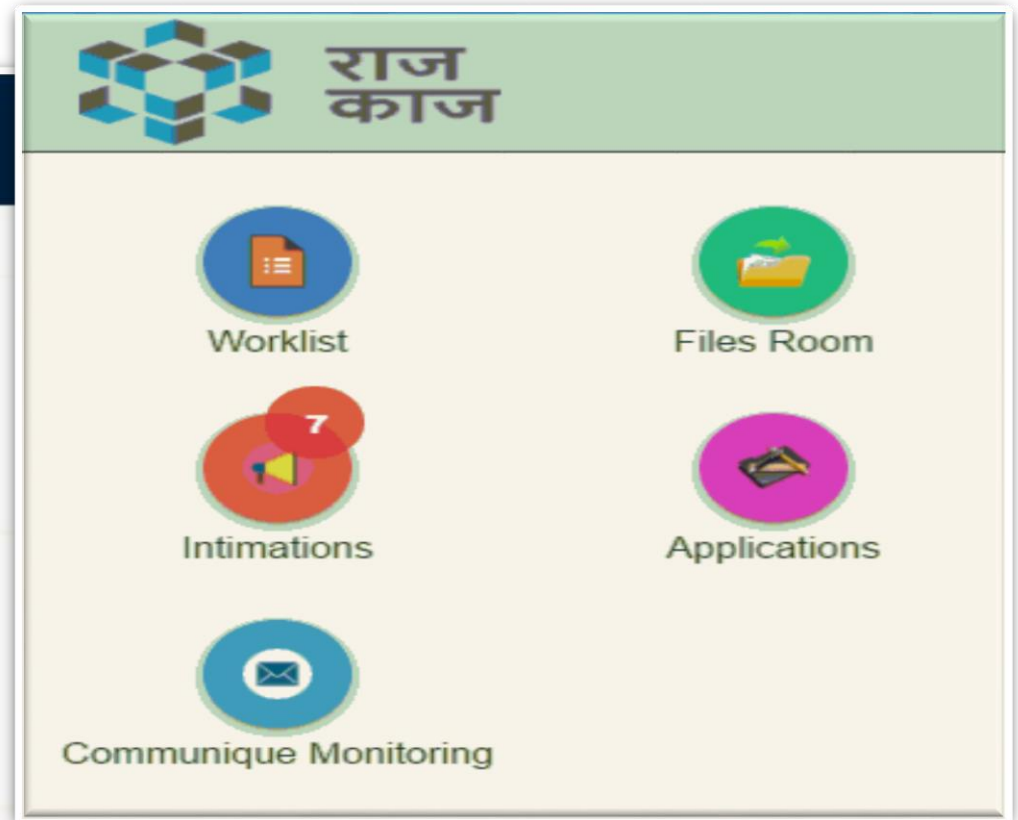 राज
काज
Worklist
Files Room
7
Intimations
Applications
Communique Monitoring